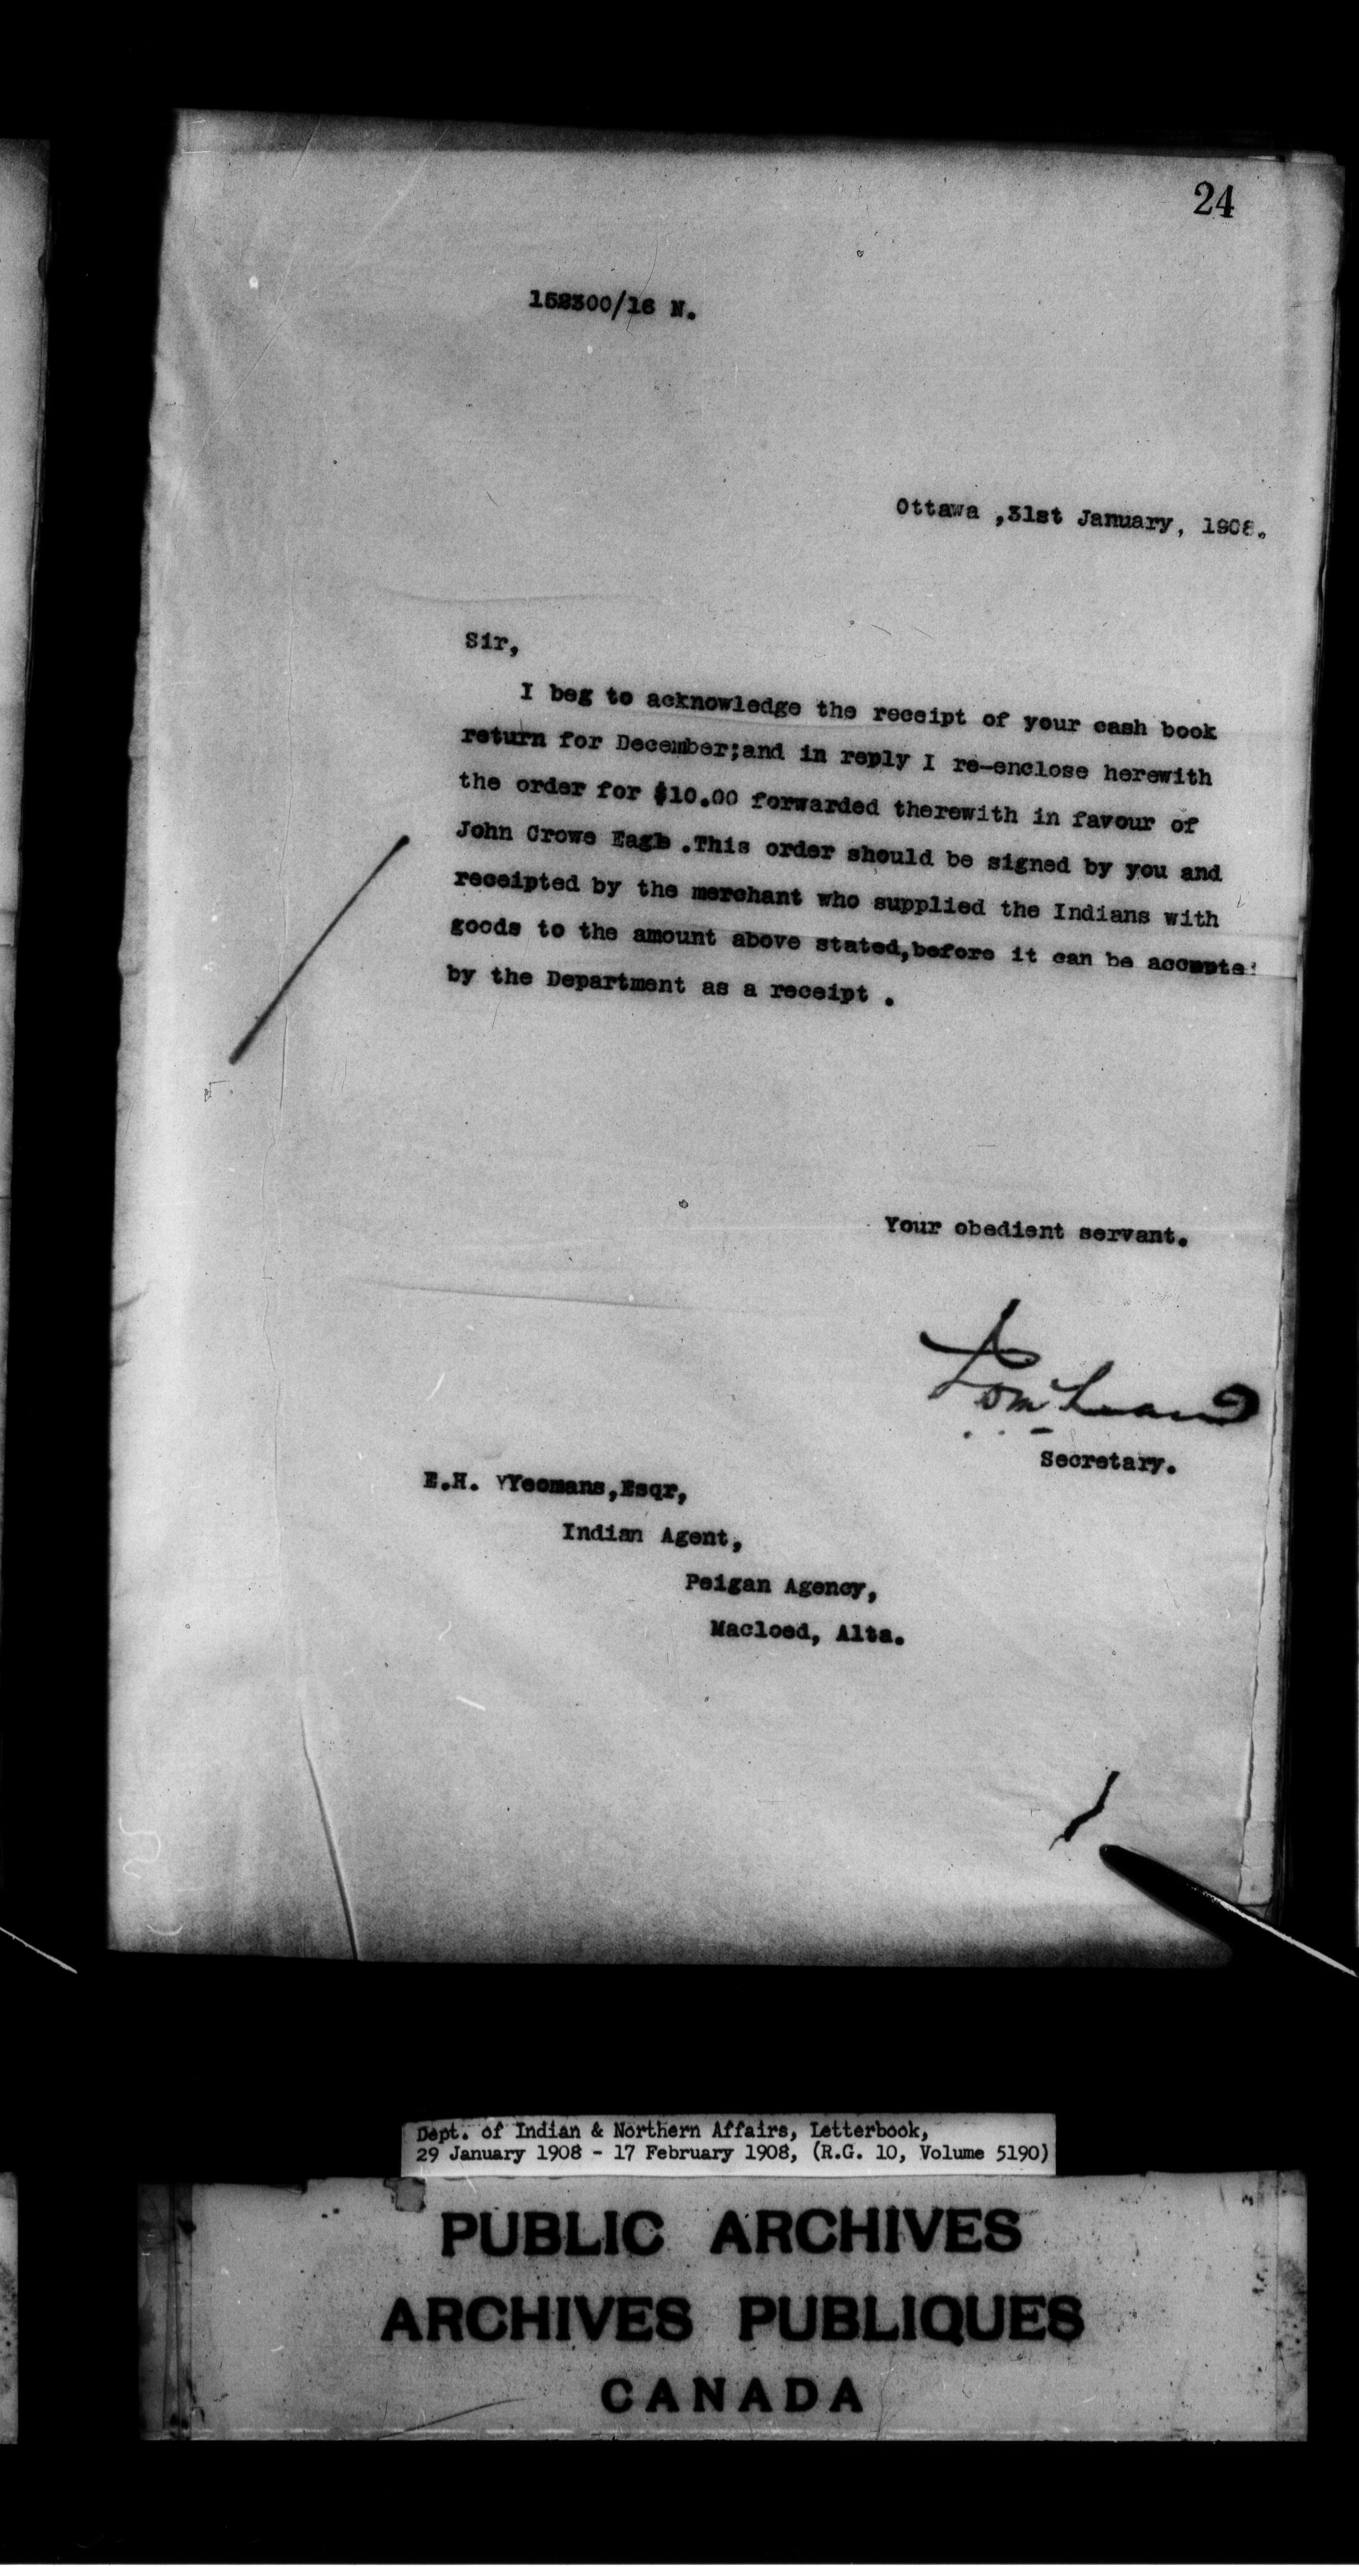 24
152300/16 N.
Ottawa ,31st January, 1908.
Sir,
I beg to acknowledge the receipt of your cash book
return for December;and in reply I re-enclose herewith
the order for $10.00 forwarded therewith in favour of
John Crowe Eagle .This order should be signed by you and
receipted by the merchant who supplied the Indians with
goods to the amount above stated,before it can be accepte
by the Department as a receipt .
Your obedient servant.
Secretary.
E.H. YYeomans,Esqr,
Indian Agent,
Peigan Agency,
Macloed, Alta.
Dept. of Indian & Northern Affairs, Letterbook,
29 January 1908 - 17 February 1908, (R.G. 10, Volume 5190)
PUBLIC ARCHIVES
ARCHIVES PUBLIQUES
CANADA